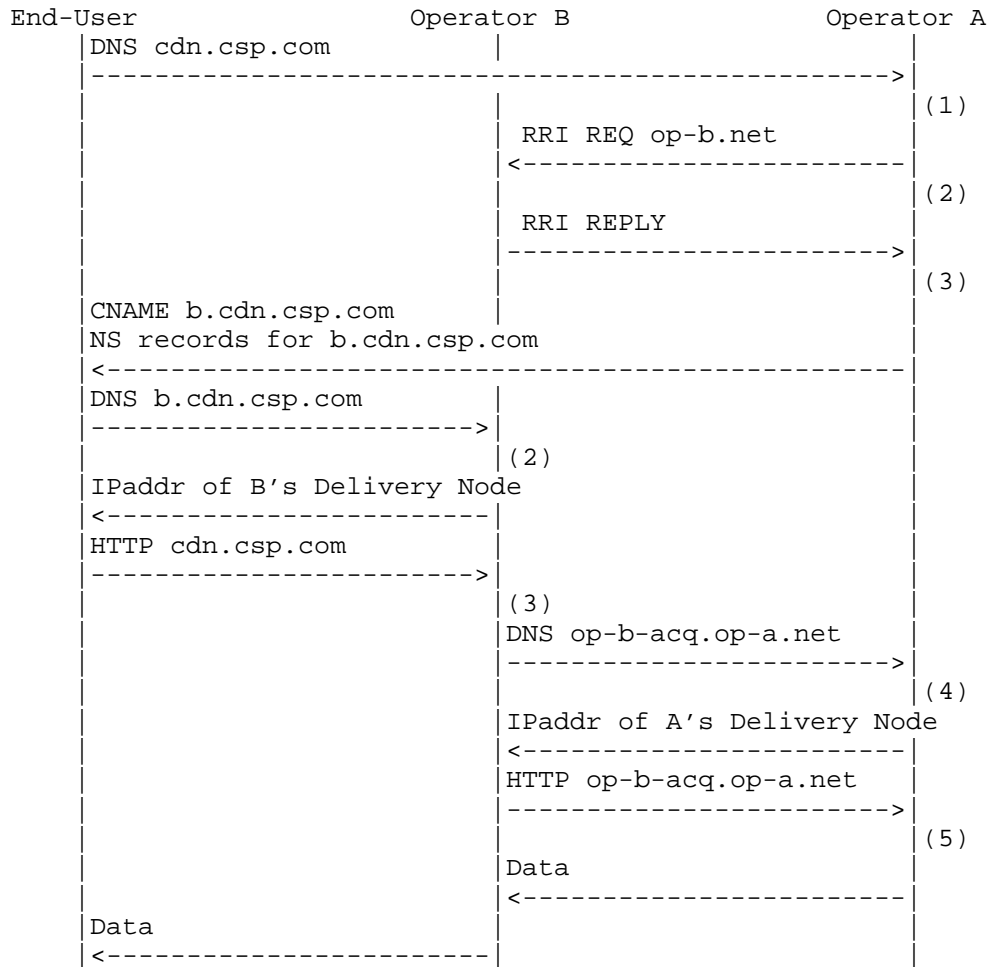 End-User Operator B Operator A
DNS cdn.csp.com
(1)
RRI REQ op-b.net
(2)
RRI REPLY
(3)
CNAME b.cdn.csp.com
NS records for b.cdn.csp.com
DNS b.cdn.csp.com
(2)
IPaddr of B's Delivery Node
HTTP cdn.csp.com
(3)
DNS op-b-acq.op-a.net
(4)
IPaddr of A's Delivery Node
HTTP op-b-acq.op-a.net
(5)
Data
Data